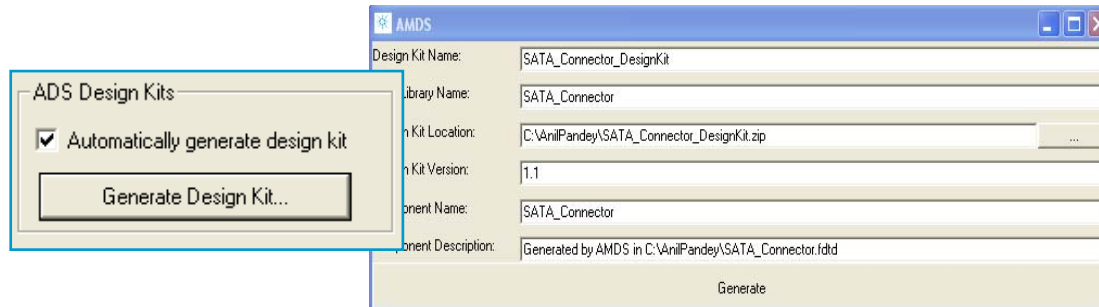 AMDS
Design Kit Name: SATA_Connector_DesignKit
Library Name: SATA_Connector
Kit Location: C:\AnilPandey\SATA_Connector_DesignKit.zip ...
Kit Version: 1.1
Name: SATA_Connector
Description: Generated by AMDS in C:\AnilPandey\SATA_Connector.fdtd
Generate
ADS Design Kits
Automatically generate design kit
Generate Design Kit...